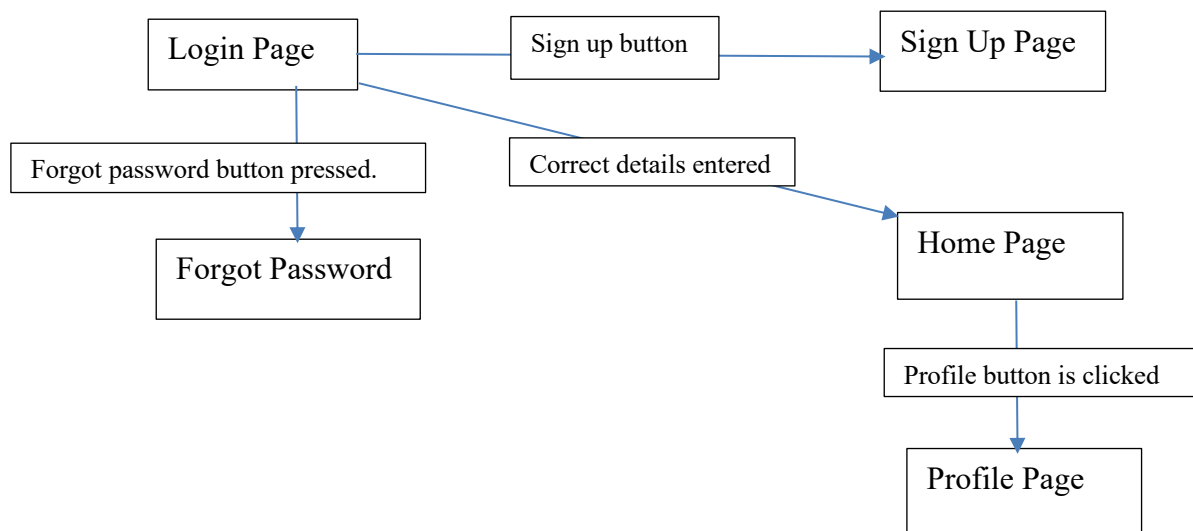 Login Page
Sign up button
Sign Up Page
Forgot password button pressed.
Correct details entered
Forgot Password
Home Page
Profile button is clicked
Profile Page